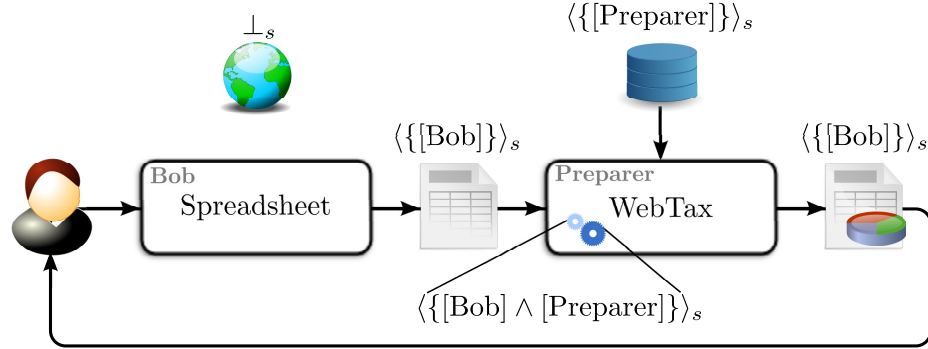 ⊥ₛ
⟨{[Preparer]}⟩ₛ
⟨{[Bob]}⟩ₛ
⟨{[Bob]}⟩ₛ
Bob
Spreadsheet
Preparer
WebTax
⟨{[Bob] ∧ [Preparer]}⟩ₛ